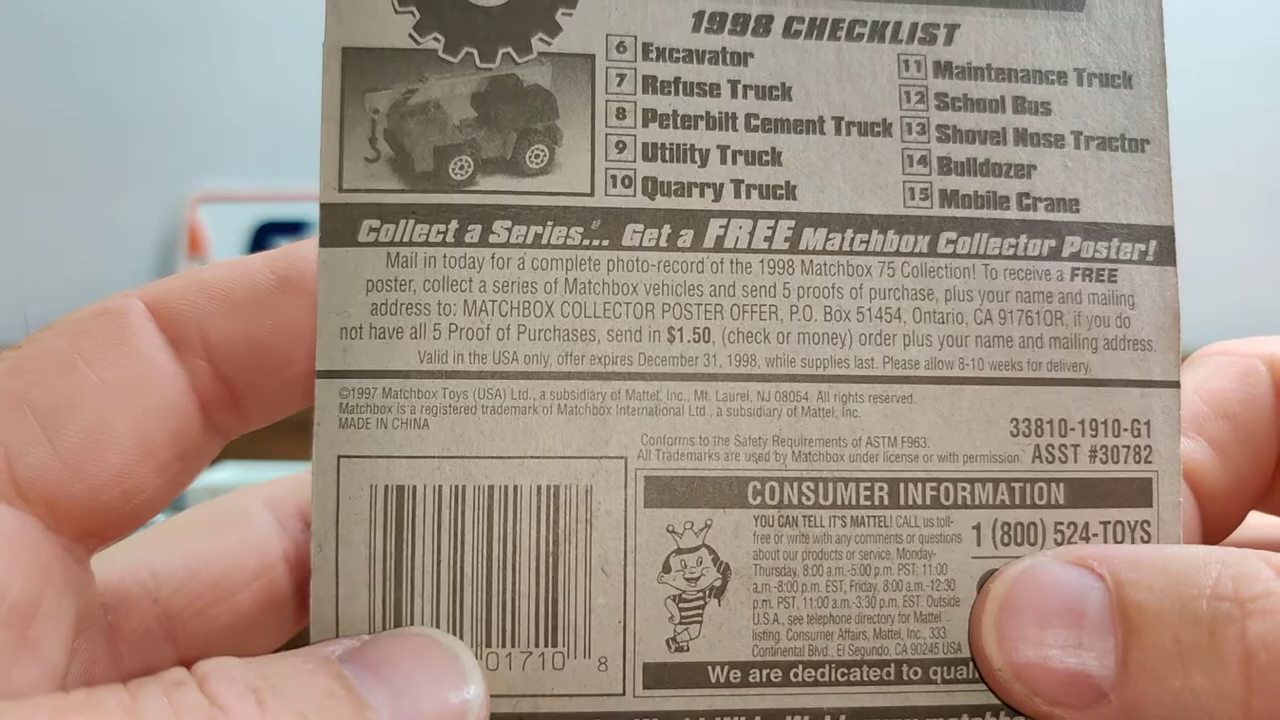 1998 CHECKLIST
6 Excavator
7 Refuse Truck
8 Peterbilt Cement Truck
9 Utility Truck
10 Quarry Truck
11 Maintenance Truck
12 School Bus
13 Shovel Nose Tractor
14 Bulldozer
15 Mobile Crane
Collect a Series... Get a FREE Matchbox Collector Poster!
Mail in today for a complete photo-record of the 1998 Matchbox 75 Collection! To receive a FREE
poster, collect a series of Matchbox vehicles and send 5 proofs of purchase, plus your name and mailing
address to: MATCHBOX COLLECTOR POSTER OFFER, P.O. Box 51454, Ontario, CA 91761OR, if you do
not have all 5 Proof of Purchases, send in $1.50, (check or money) order plus your name and mailing address.
Valid in the USA only, offer expires December 31, 1998, while supplies last. Please allow 8-10 weeks for delivery.
©1997 Matchbox Toys (USA) Ltd., a subsidiary of Mattel, Inc., Mt. Laurel, NJ 08054. All rights reserved.
Matchbox is a registered trademark of Matchbox International Ltd., a subsidiary of Mattel, Inc.
MADE IN CHINA
Conforms to the Safety Requirements of ASTM F963.
All Trademarks are used by Matchbox under license or with permission.
33810-1910-G1
ASST #30782
01710 8
CONSUMER INFORMATION
YOU CAN TELL IT'S MATTEL! CALL us toll-
free or write with any comments or questions
about our products or service, Monday-
Thursday, 8:00 a.m.-5:00 p.m. PST; 11:00
a.m.-8:00 p.m. EST; Friday, 8:00 a.m.-12:30
p.m. PST, 11:00 a.m.-3:30 p.m. EST. Outside
U.S.A., see telephone directory for Mattel
listing. Consumer Affairs, Mattel, Inc., 333
Continental Blvd., El Segundo, CA 90245 USA
1 (800) 524-TOYS
We are dedicated to